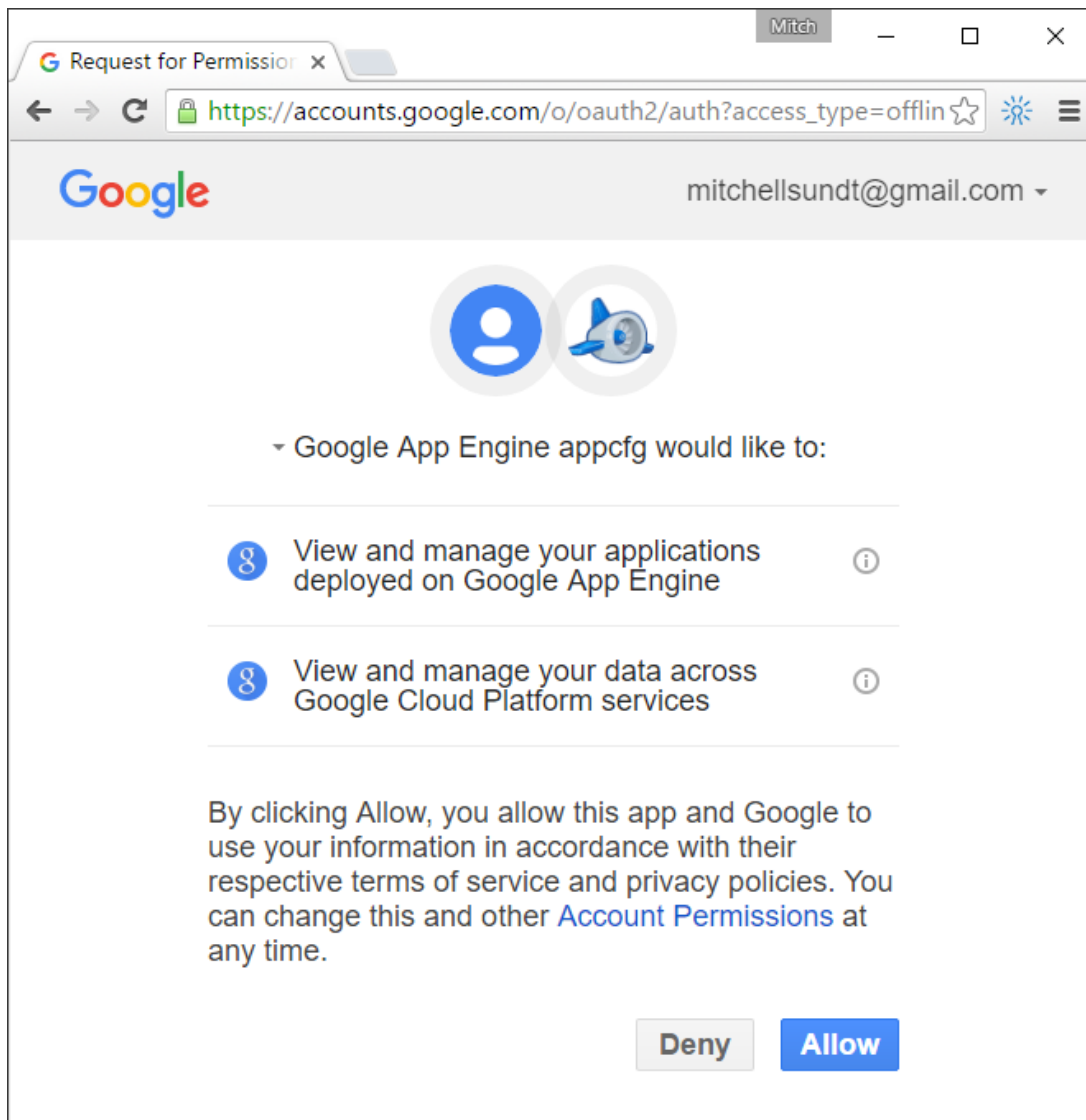 Mitch
G Request for Permission
https://accounts.google.com/o/oauth2/auth?access_type=offlin
Google
mitchellsundt@gmail.com
Google App Engine appcfg would like to:
g View and manage your applications
deployed on Google App Engine
g View and manage your data across
Google Cloud Platform services
By clicking Allow, you allow this app and Google to
use your information in accordance with their
respective terms of service and privacy policies. You
can change this and other Account Permissions at
any time.
Deny
Allow